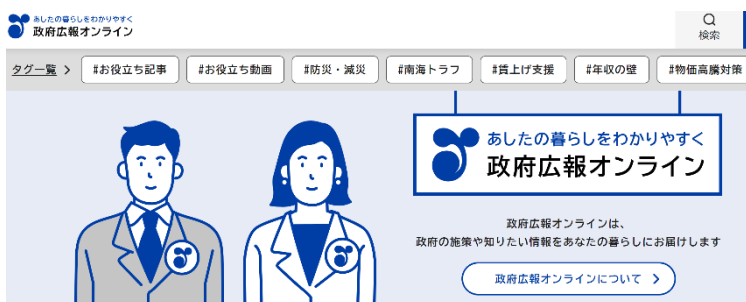 あしたの暮らしをわかりやすく
政府広報オンライン
検索
タグ一覧 >
#お役立ち記事
#お役立ち動画
#防災・減災
#南海トラフ
#賃上げ支援
#年収の壁
#物価高騰対策
あしたの暮らしをわかりやすく
政府広報オンライン
政府広報オンラインは、
政府の施策や知りたい情報をあなたの暮らしにお届けします
政府広報オンラインについて >